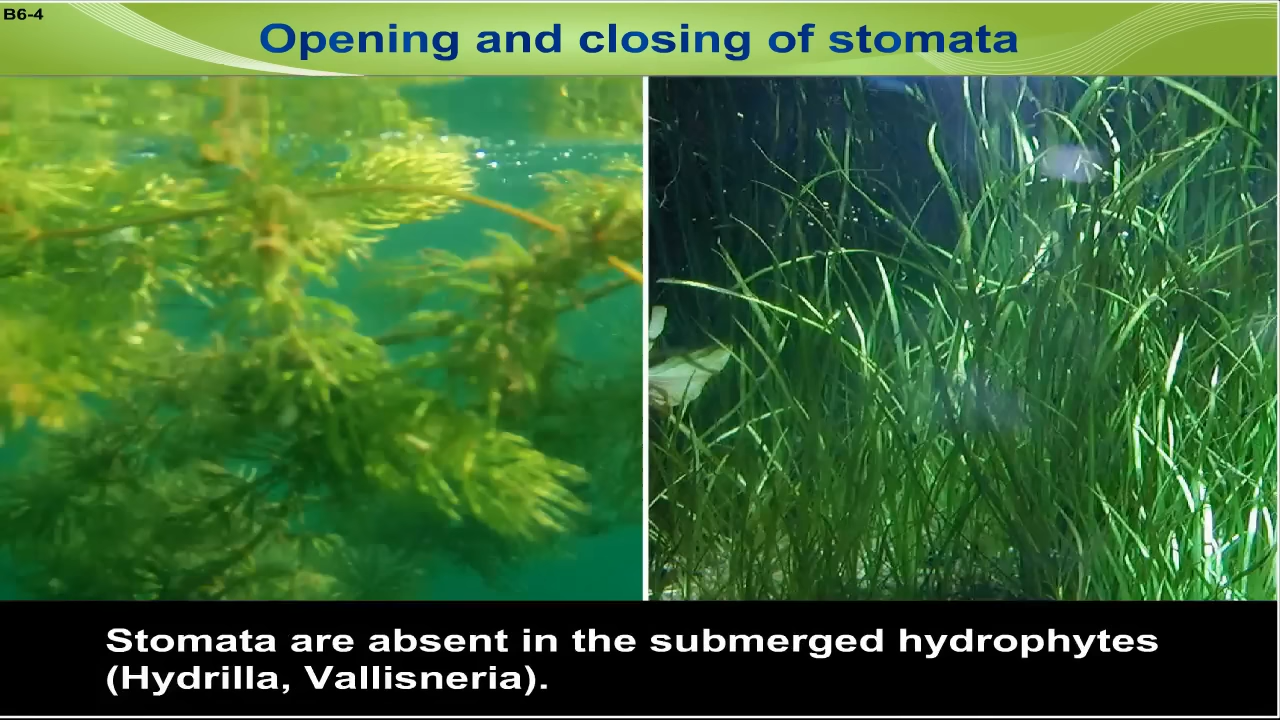 B6-4
Opening and closing of stomata
Stomata are absent in the submerged hydrophytes
(Hydrilla, Vallisneria).